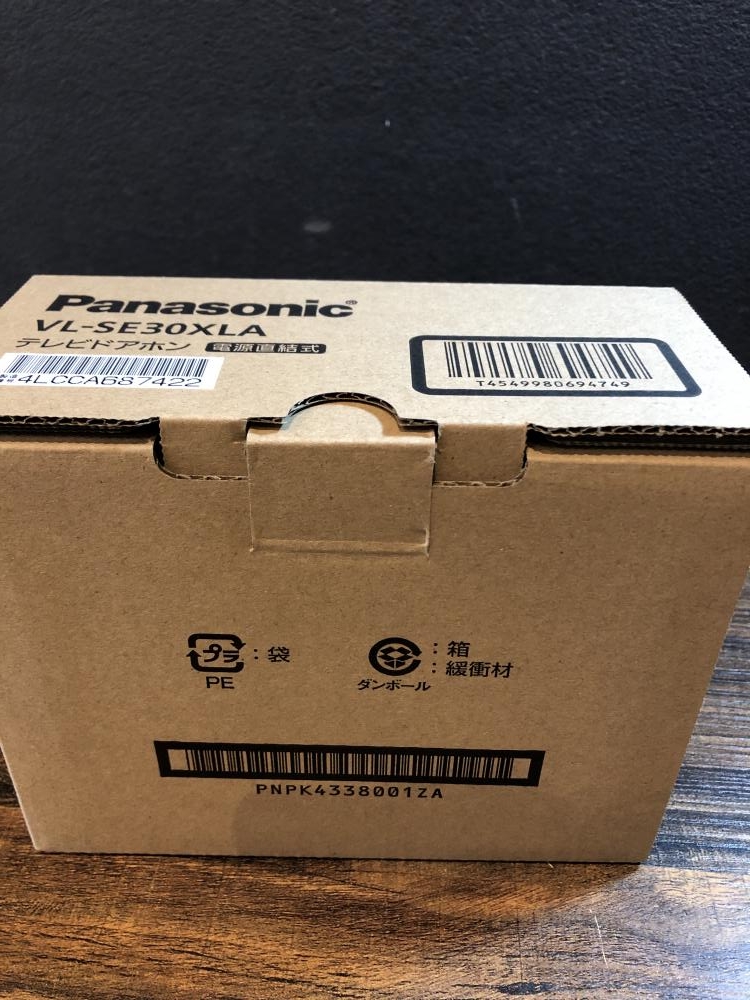 Panasonic®
VL-SE30XLA
テレビドアホン 電源直結式
4LCCAB87422
T4549980694749
プラ : 袋
PE
: 箱
: 緩衝材
ダンボール
PNPK4338001ZA